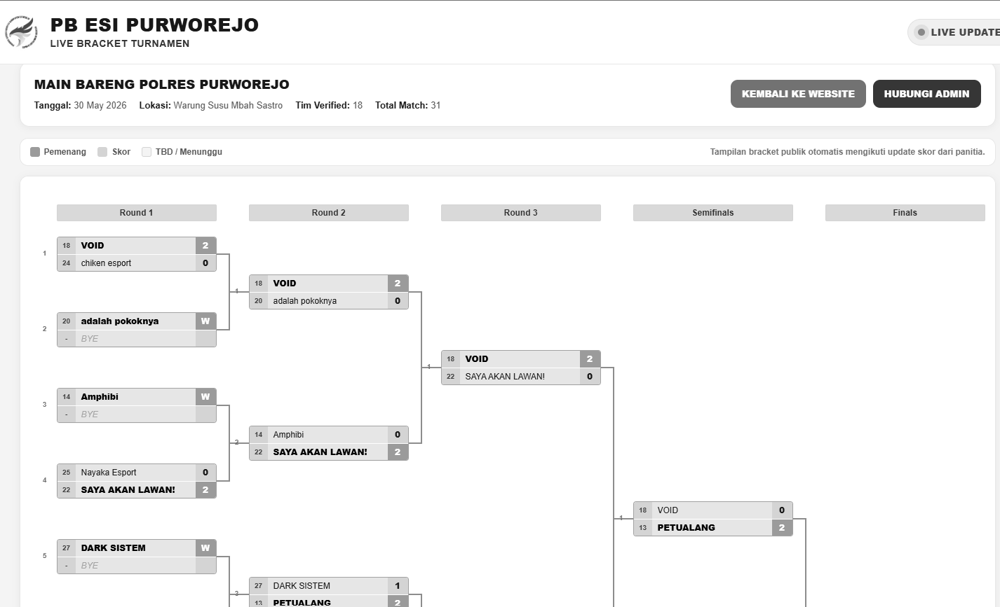 PB ESI PURWOREJO
LIVE BRACKET TURNAMEN
LIVE UPDATE
MAIN BARENG POLRES PURWOREJO
Tanggal: 30 May 2026 Lokasi: Warung Susu Mbah Sastro Tim Verified: 18 Total Match: 31
KEMBALI KE WEBSITE
HUBUNGI ADMIN
Pemenang Skor TBD / Menunggu
Tampilan bracket publik otomatis mengikuti update skor dari panitia.
Round 1 Round 2 Round 3 Semifinals Finals
1
18 VOID 2
24 chiken esport 0
2
20 adalah pokoknya W
- BYE
3
14 Amphibi W
- BYE
4
25 Nayaka Esport 0
22 SAYA AKAN LAWAN! 2
5
27 DARK SISTEM W
- BYE
1
18 VOID 2
20 adalah pokoknya 0
2
14 Amphibi 0
22 SAYA AKAN LAWAN! 2
3
27 DARK SISTEM 1
13 PETUALANG 2
1
18 VOID 2
22 SAYA AKAN LAWAN! 0
1
18 VOID 0
13 PETUALANG 2